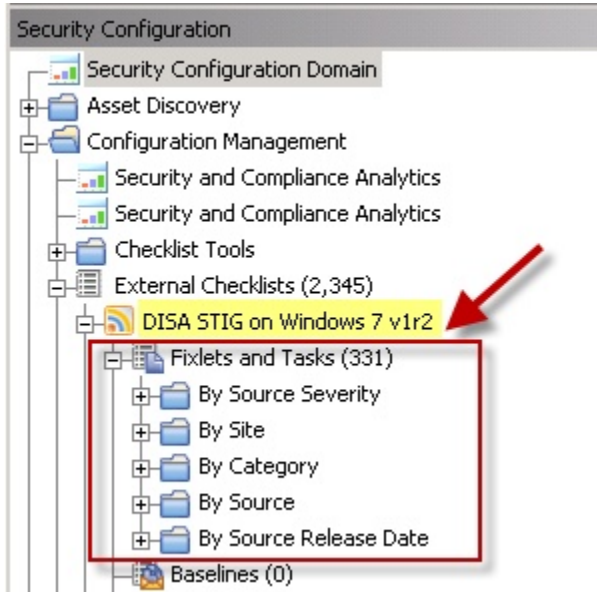 Security Configuration
Security Configuration Domain
Asset Discovery
Configuration Management
Security and Compliance Analytics
Security and Compliance Analytics
Checklist Tools
External Checklists (2,345)
DISA STIG on Windows 7 v1r2
Fixlets and Tasks (331)
By Source Severity
By Site
By Category
By Source
By Source Release Date
Baselines (0)